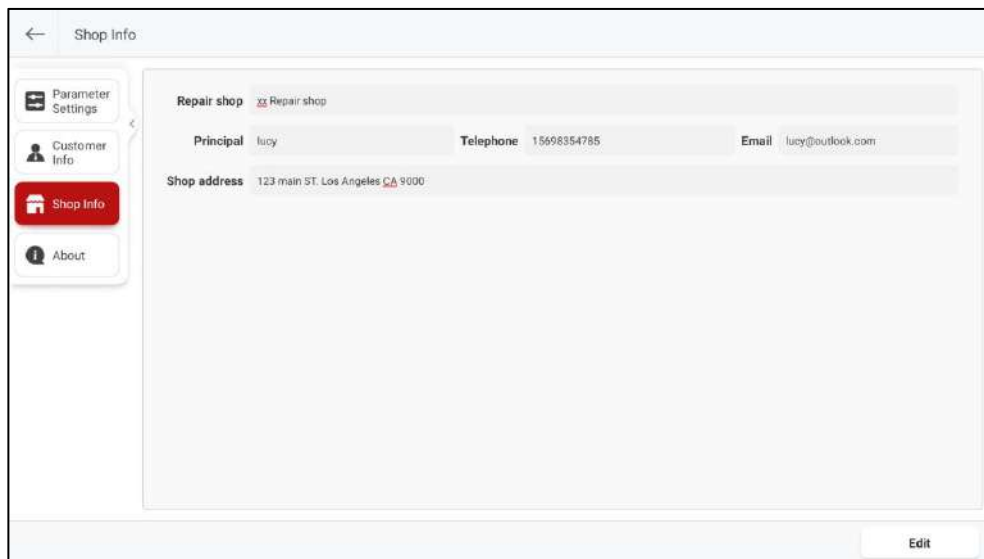 Shop Info
Parameter
Settings
Customer
Info
Shop Info
About
Repair shop xx Repair shop
Principal lucy Telephone 15698354785 Email lucy@outlook.com
Shop address 123 main ST. Los Angeles CA 9000
Edit